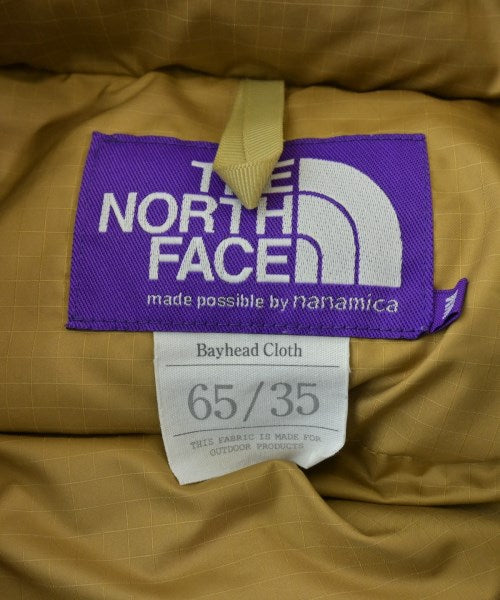 THE
NORTH
FACE
made possible by nanamica
M
Bayhead Cloth
65/35
THIS FABRIC IS MADE FOR
OUTDOOR PRODUCTS